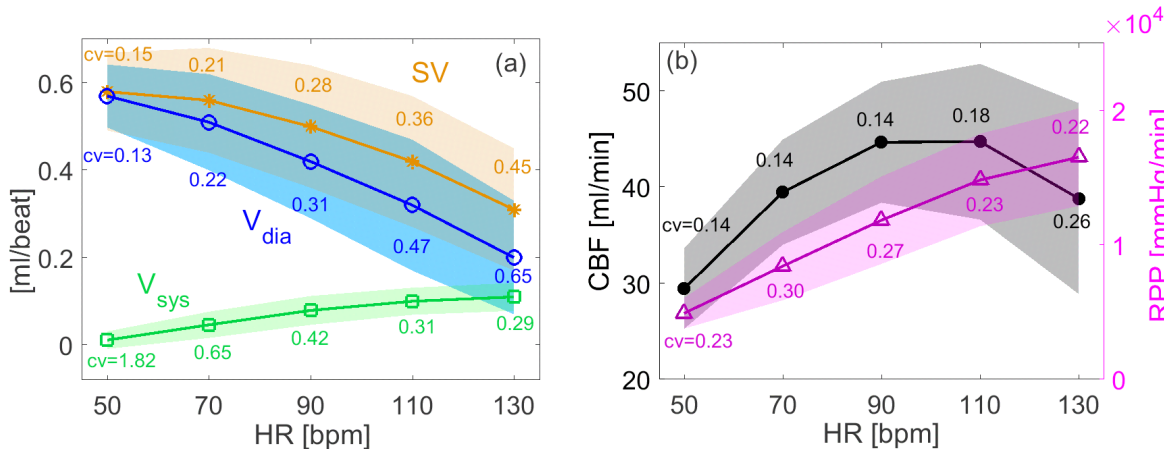 (a)
cv=0.15
0.21
SV
0.28
0.36
0.45
0.6
0.4
0.2
0
[ml/beat]
cv=0.13
0.22
0.31
0.47
0.65
V_dia
V_sys
cv=1.82
0.65
0.42
0.31
0.29
50 70 90 110 130
HR [bpm]
×10⁴
(b)
50
40
30
20
CBF [ml/min]
cv=0.14
0.14
0.14
0.18
0.26
cv=0.23
0.30
0.27
0.23
0.22
2
1
0
RPP [mmHg/min]
50 70 90 110 130
HR [bpm]